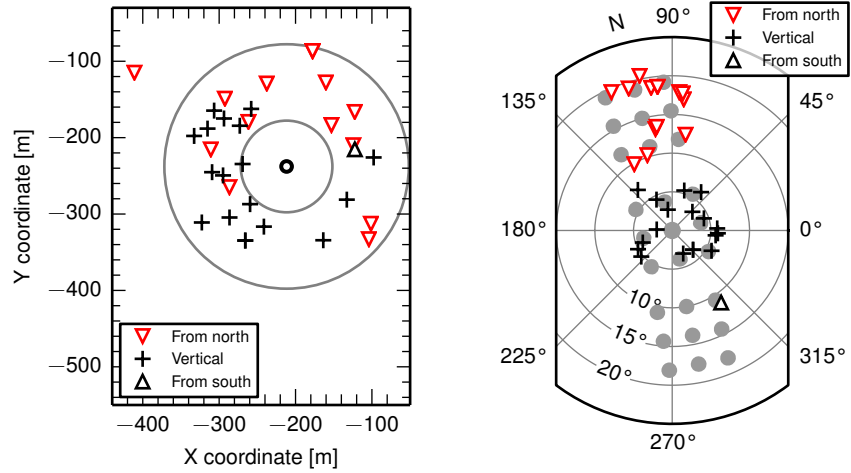 Y coordinate [m]
−100
−200
−300
−400
−500
From north
Vertical
From south
−400 −300 −200 −100
X coordinate [m]
N 90°
From north
Vertical
From south
135° 45°
180° 0°
10°
15°
20°
225° 315°
270°